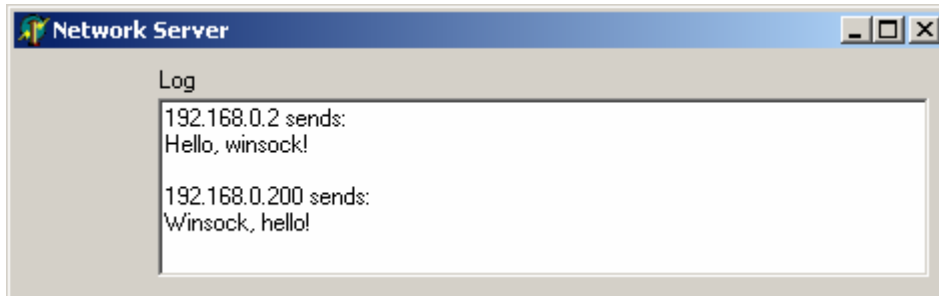 Network Server
Log
192.168.0.2 sends:
Hello, winsock!
192.168.0.200 sends:
Winsock, hello!